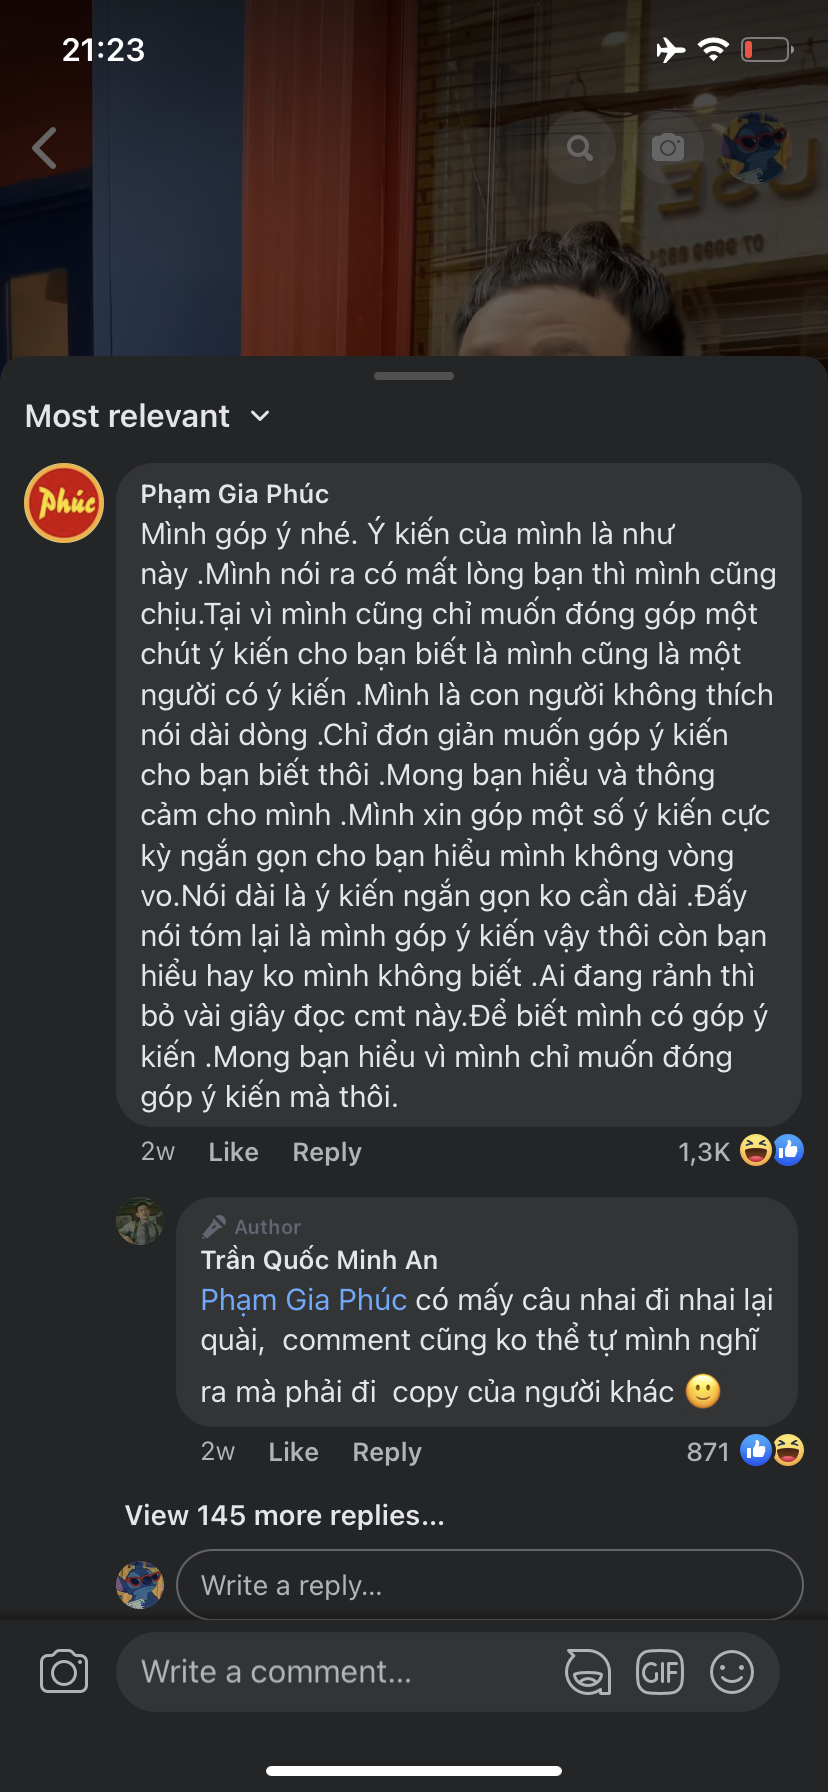 21:23
Most relevant
Phúc
Phạm Gia Phúc
Mình góp ý nhé. Ý kiến của mình là như
này .Mình nói ra có mất lòng bạn thì mình cũng
chịu.Tại vì mình cũng chỉ muốn đóng góp một
chút ý kiến cho bạn biết là mình cũng là một
người có ý kiến .Mình là con người không thích
nói dài dòng .Chỉ đơn giản muốn góp ý kiến
cho bạn biết thôi .Mong bạn hiểu và thông
cảm cho mình .Mình xin góp một số ý kiến cực
kỳ ngắn gọn cho bạn hiểu mình không vòng
vo.Nói dài là ý kiến ngắn gọn ko cần dài .Đấy
nói tóm lại là mình góp ý kiến vậy thôi còn bạn
hiểu hay ko mình không biết .Ai đang rảnh thì
bỏ vài giây đọc cmt này.Để biết mình có góp ý
kiến .Mong bạn hiểu vì mình chỉ muốn đóng
góp ý kiến mà thôi.
2w Like Reply 1,3K
Author
Trần Quốc Minh An
Phạm Gia Phúc có mấy câu nhai đi nhai lại
quài, comment cũng ko thể tự mình nghĩ
ra mà phải đi copy của người khác 🙂
2w Like Reply 871
View 145 more replies...
Write a reply...
Write a comment...
GIF